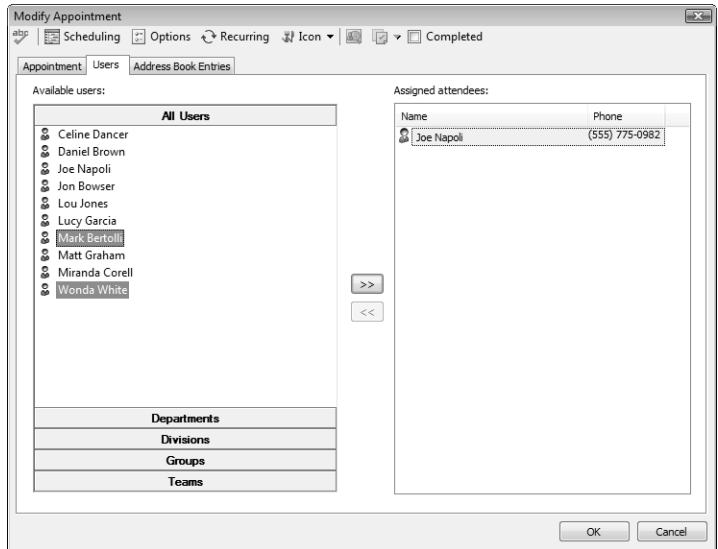 Modify Appointment
abc Scheduling Options Recurring Icon Completed
Appointment Users Address Book Entries
Available users: Assigned attendees:
All Users
Name Phone
Celine Dancer
Joe Napoli (555) 775-0982
Daniel Brown
Joe Napoli
Jon Bowser
Lou Jones
Lucy Garcia
Mark Bertolli
Matt Graham
Miranda Corell
Wonda White
>>
<<
Departments
Divisions
Groups
Teams
OK Cancel